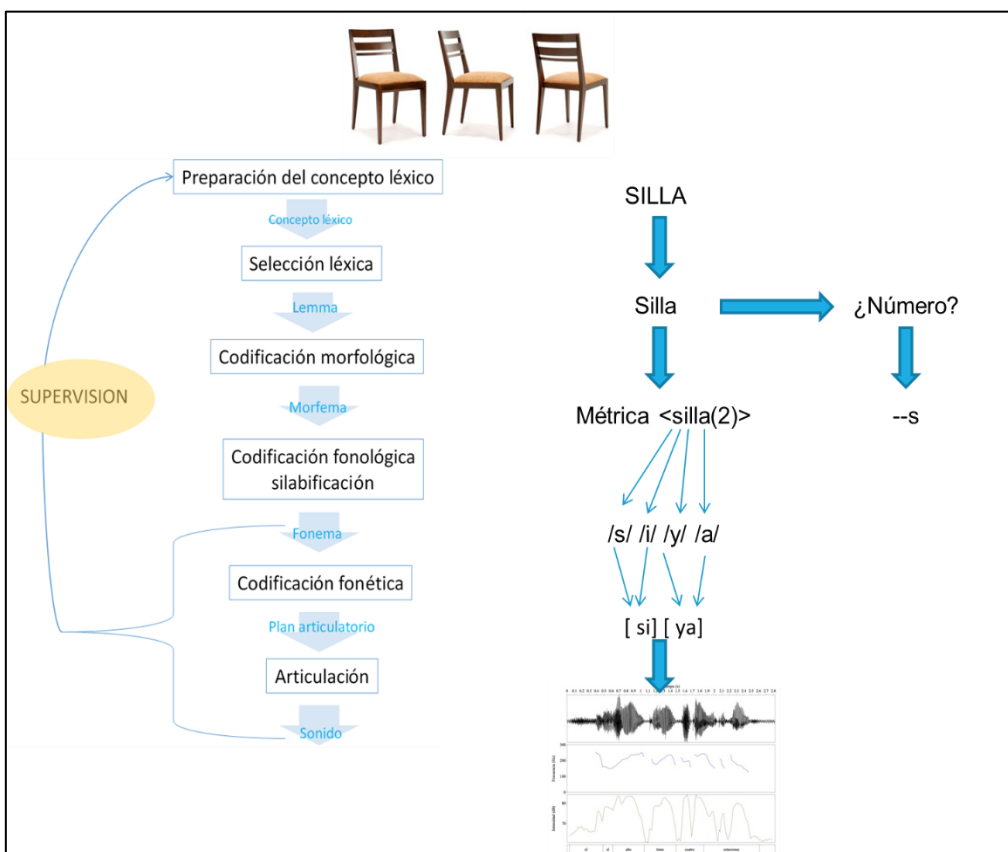 Preparación del concepto léxico
Concepto léxico
Selección léxica
Lemma
Codificación morfológica
Morfema
Codificación fonológica
silabificación
Fonema
Codificación fonética
Plan articulatorio
Articulación
Sonido
SUPERVISION
SILLA
Silla
¿Número?
Métrica <silla(2)>
--s
/s/ /i/ /y/ /a/
[ si] [ ya]